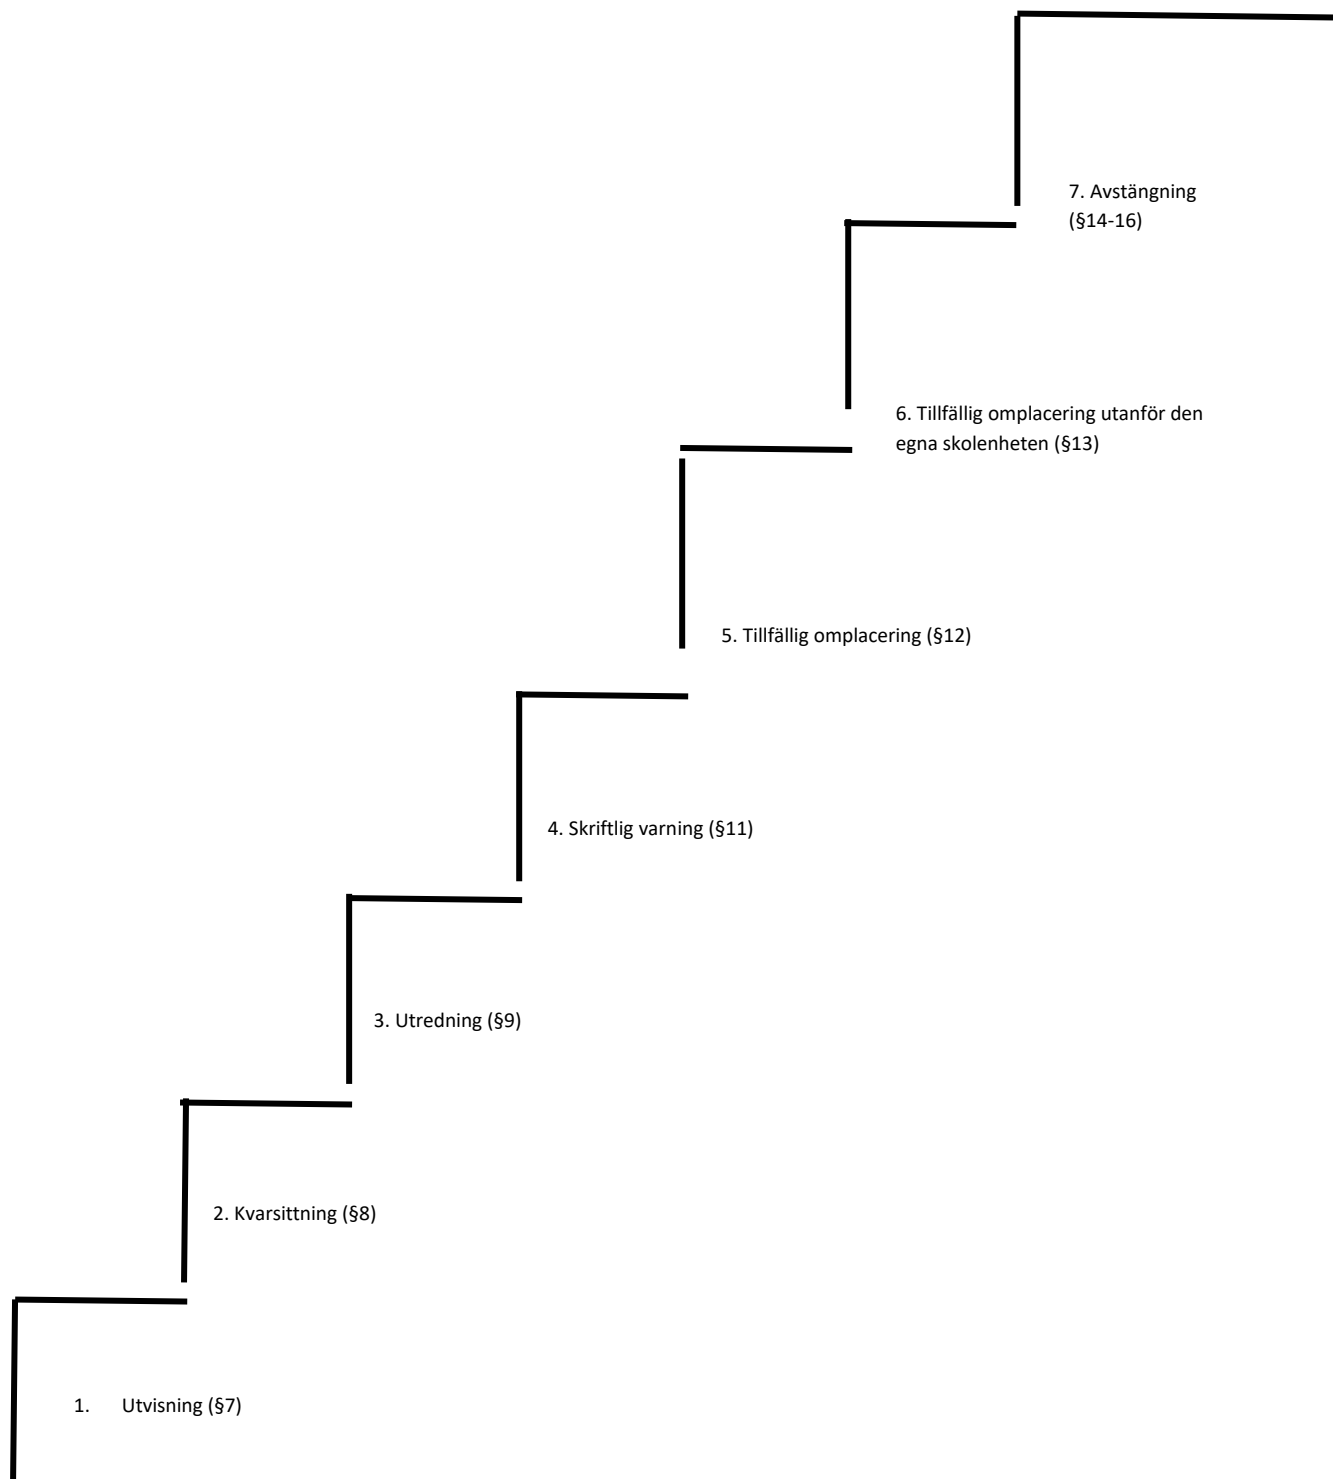 7. Avstängning
(§14-16)
6. Tillfällig omplacering utanför den
egna skolenheten (§13)
5. Tillfällig omplacering (§12)
4. Skriftlig varning (§11)
3. Utredning (§9)
2. Kvarsittning (§8)
1. Utvisning (§7)